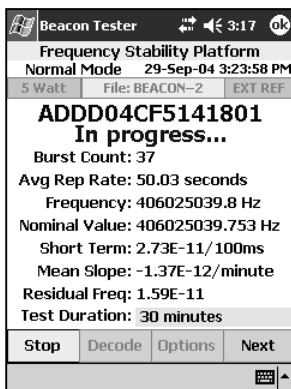 Beacon Tester 3:17 ok
Frequency Stability Platform
Normal Mode 29-Sep-04 3:23:58 PM
5 Watt File: BEACON-2 EXT REF
ADDD04CF5141801
In progress...
Burst Count: 37
Avg Rep Rate: 50.03 seconds
Frequency: 406025039.8 Hz
Nominal Value: 406025039.753 Hz
Short Term: 2.73E-11/100ms
Mean Slope: -1.37E-12/minute
Residual Freq: 1.59E-11
Test Duration: 30 minutes
Stop Decode Options Next